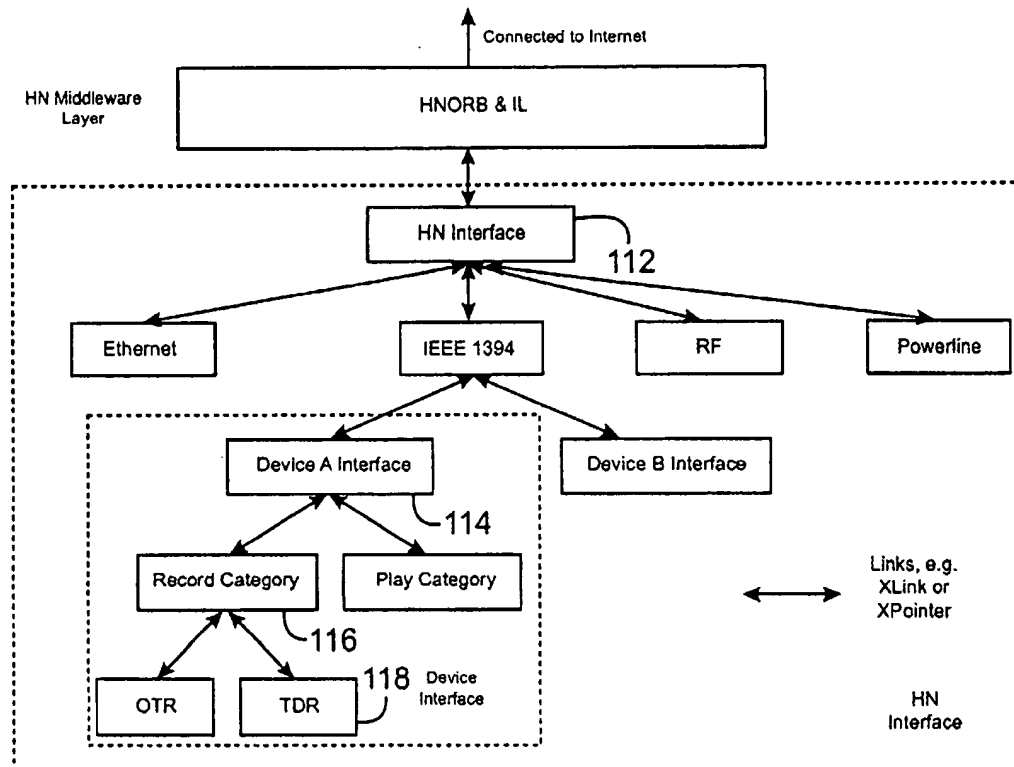 Connected to Internet
HN Middleware
Layer
HNORB & IL
HN Interface
112
Ethernet
IEEE 1394
RF
Powerline
Device A Interface
Device B Interface
114
Record Category
Play Category
Links, e.g.
XLink or
XPointer
116
118
OTR
TDR
Device
Interface
HN
Interface